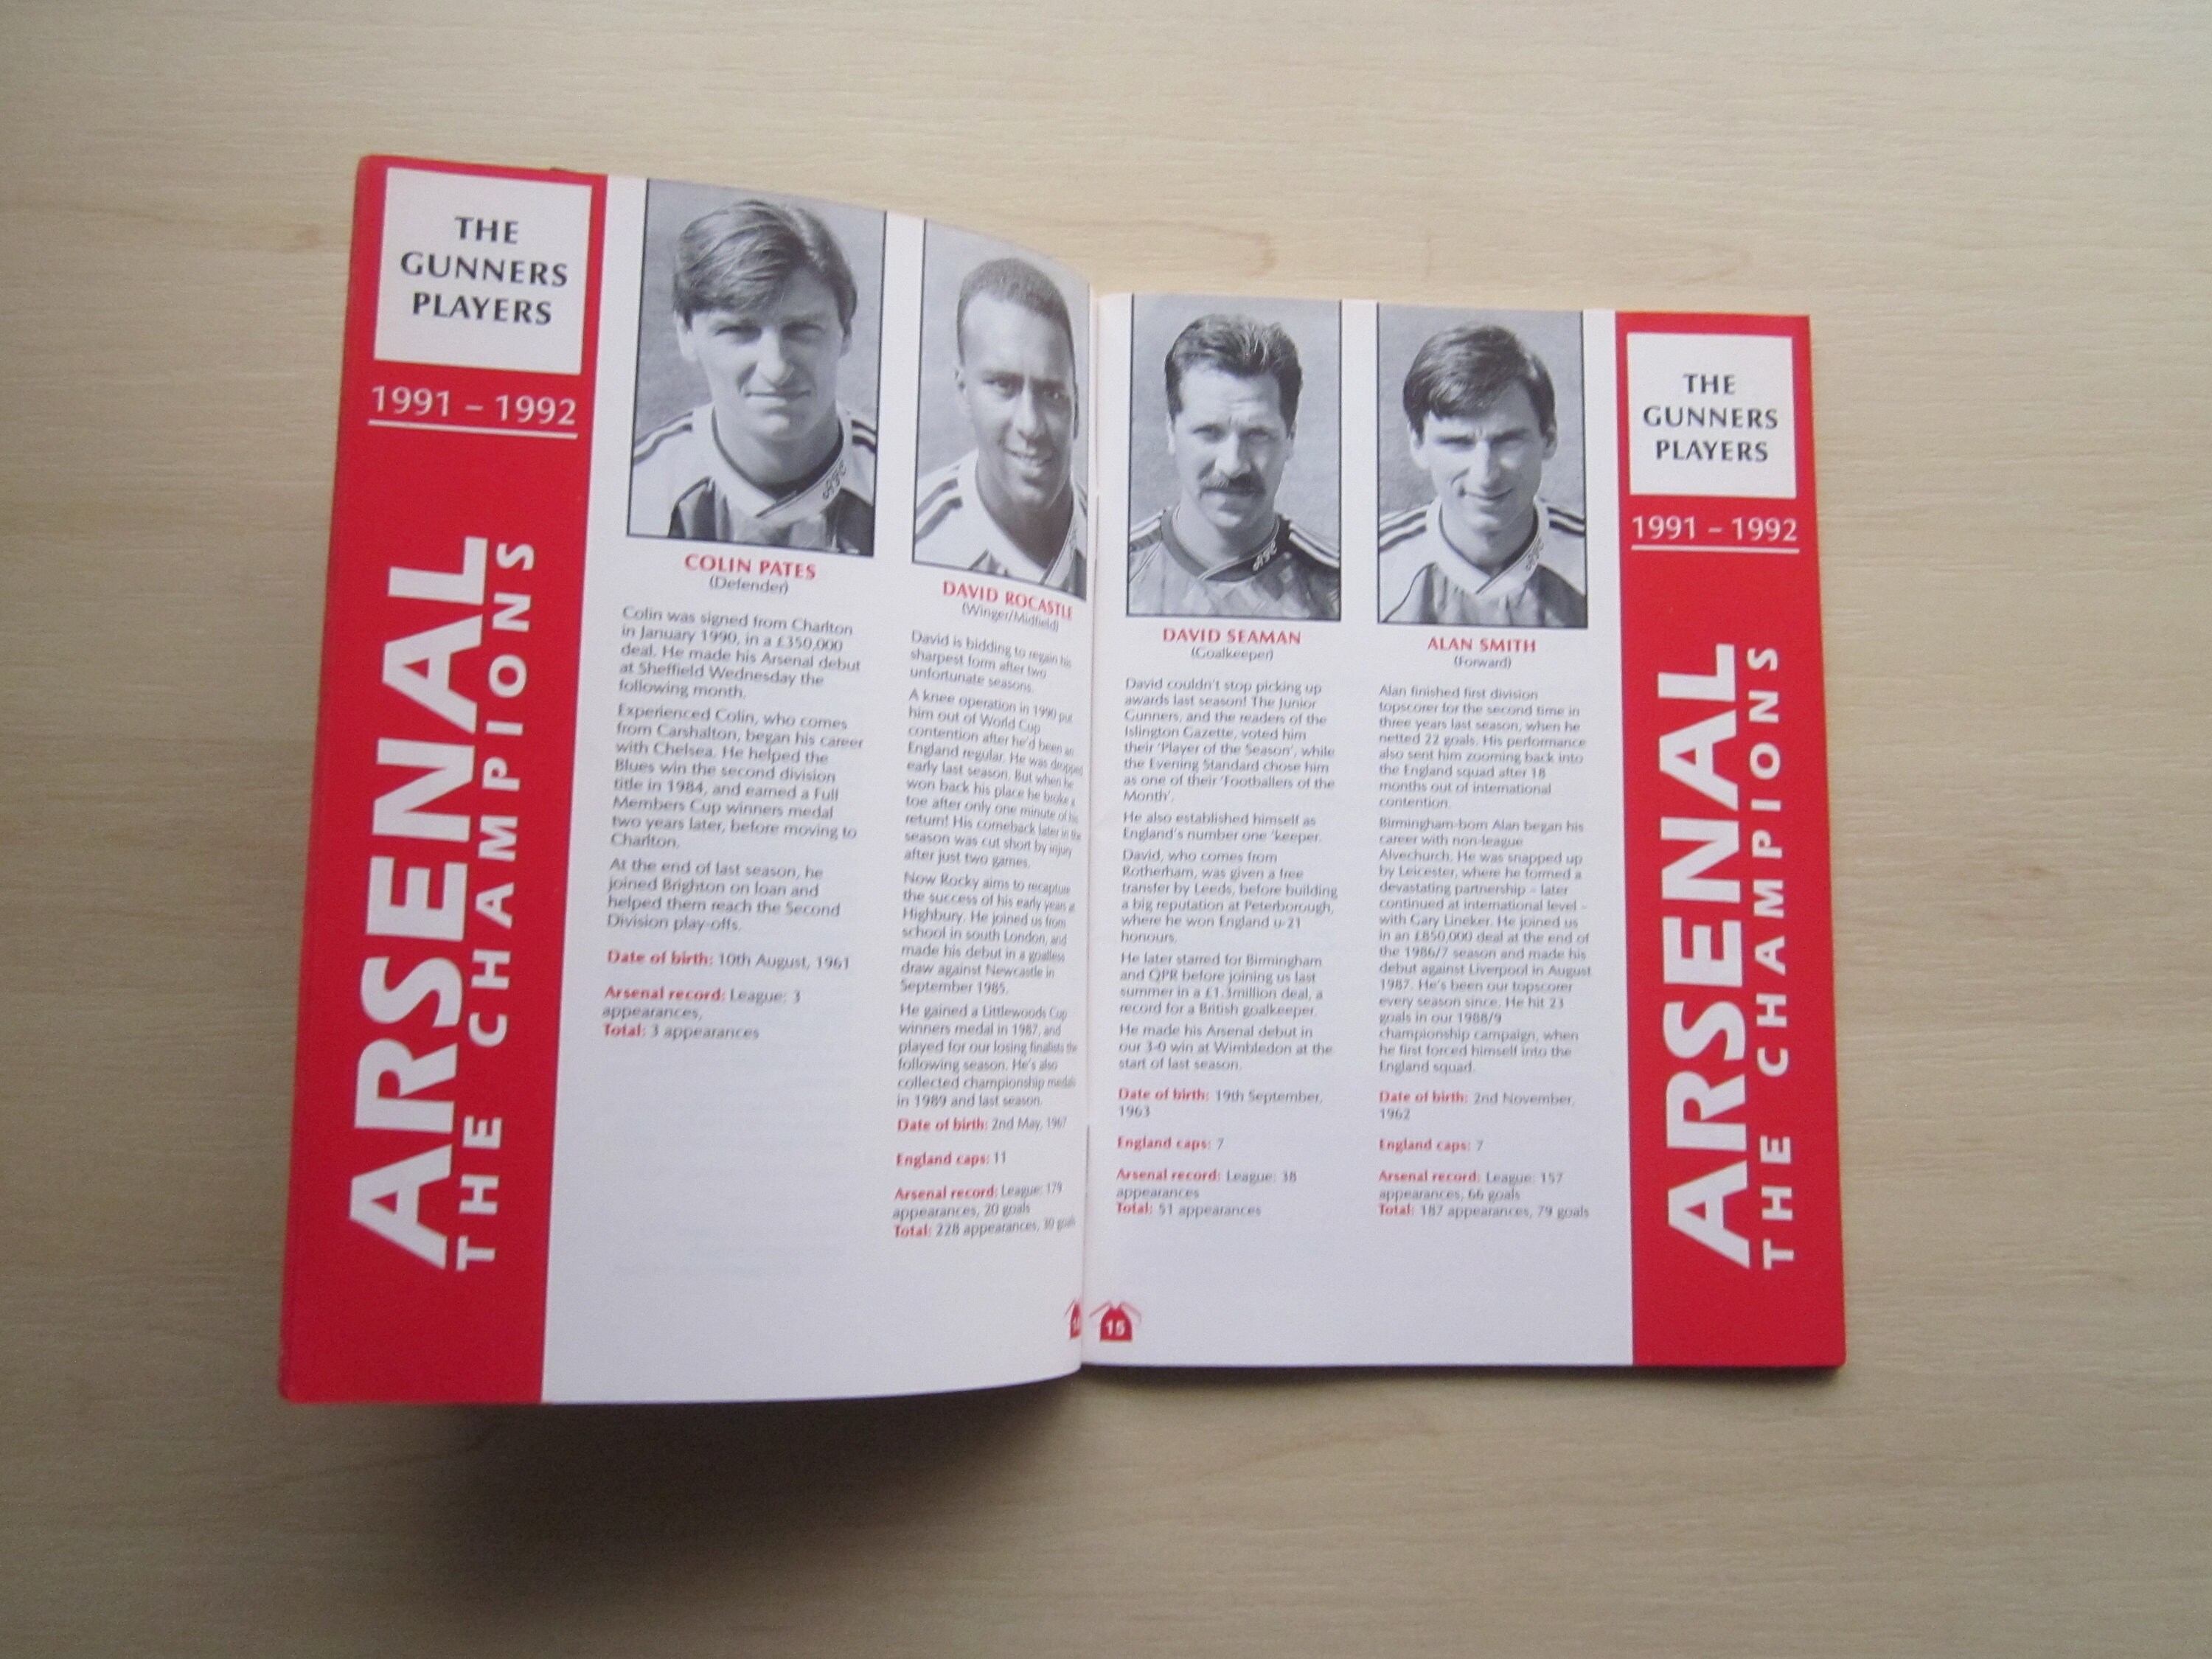 THE
GUNNERS
PLAYERS
1991 – 1992
ARSENAL
THE CHAMPIONS
COLIN PATES
(Defender)
Colin was signed from Charlton
in January 1990, in a £350,000
deal. He made his Arsenal debut
at Sheffield Wednesday the
following month.
Experienced Colin, who comes
from Carshalton, began his career
with Chelsea. He helped the
Blues win the second division
title in 1984, and earned a Full
Members Cup winners medal
two years later, before moving to
Charlton.
At the end of last season, he
joined Brighton on loan and
helped them reach the Second
Division play-offs.
Date of birth: 10th August, 1961
Arsenal record: League: 3
appearances,
Total: 3 appearances
DAVID ROCASTLE
(Winger/Midfield)
David is bidding to regain his
sharpest form after two
unfortunate seasons.
A knee operation in 1990 put
him out of World Cup
contention after he'd been an
England regular. He was dropped
early last season. But when he
won back his place he broke a
toe after only one minute of his
return! His comeback later in the
season was cut short by injury
after just two games.
Now Rocky aims to recapture
the success of his early years at
Highbury. He joined us from
school in south London, and
made his debut in a goalless
draw against Newcastle in
September 1985.
He gained a Littlewoods Cup
winners medal in 1987, and
played for our losing finalists the
following season. He's also
collected championship medals
in 1989 and last season.
Date of birth: 2nd May, 1967
England caps: 11
Arsenal record: League: 179
appearances, 20 goals
Total: 228 appearances, 30 goals
DAVID SEAMAN
(Goalkeeper)
David couldn't stop picking up
awards last season! The Junior
Gunners, and the readers of the
Islington Gazette, voted him
their 'Player of the Season', while
the Evening Standard chose him
as one of their 'Footballers of the
Month'.
He also established himself as
England's number one 'keeper.
David, who comes from
Rotherham, was given a free
transfer by Leeds, before building
a big reputation at Peterborough,
where he won England u-21
honours.
He later starred for Birmingham
and QPR before joining us last
summer in a £1.3million deal, a
record for a British goalkeeper.
He made his Arsenal debut in
our 3-0 win at Wimbledon at the
start of last season.
Date of birth: 19th September,
1963
England caps: 7
Arsenal record: League: 38
appearances
Total: 51 appearances
15
ALAN SMITH
(Forward)
Alan finished first division
topscorer for the second time in
three years last season, when he
netted 22 goals. His performance
also sent him zooming back into
the England squad after 18
months out of international
contention.
Birmingham-born Alan began his
career with non-league
Alvechurch. He was snapped up
by Leicester, where he formed a
devastating partnership – later
continued at international level –
with Gary Lineker. He joined us
in an £850,000 deal at the end of
the 1986/7 season and made his
debut against Liverpool in August
1987. He's been our topscorer
every season since. He hit 23
goals in our 1988/9
championship campaign, when
he first forced himself into the
England squad.
Date of birth: 2nd November,
1962
England caps: 7
Arsenal record: League: 157
appearances, 66 goals
Total: 187 appearances, 79 goals
THE
GUNNERS
PLAYERS
1991 – 1992
ARSENAL
THE CHAMPIONS